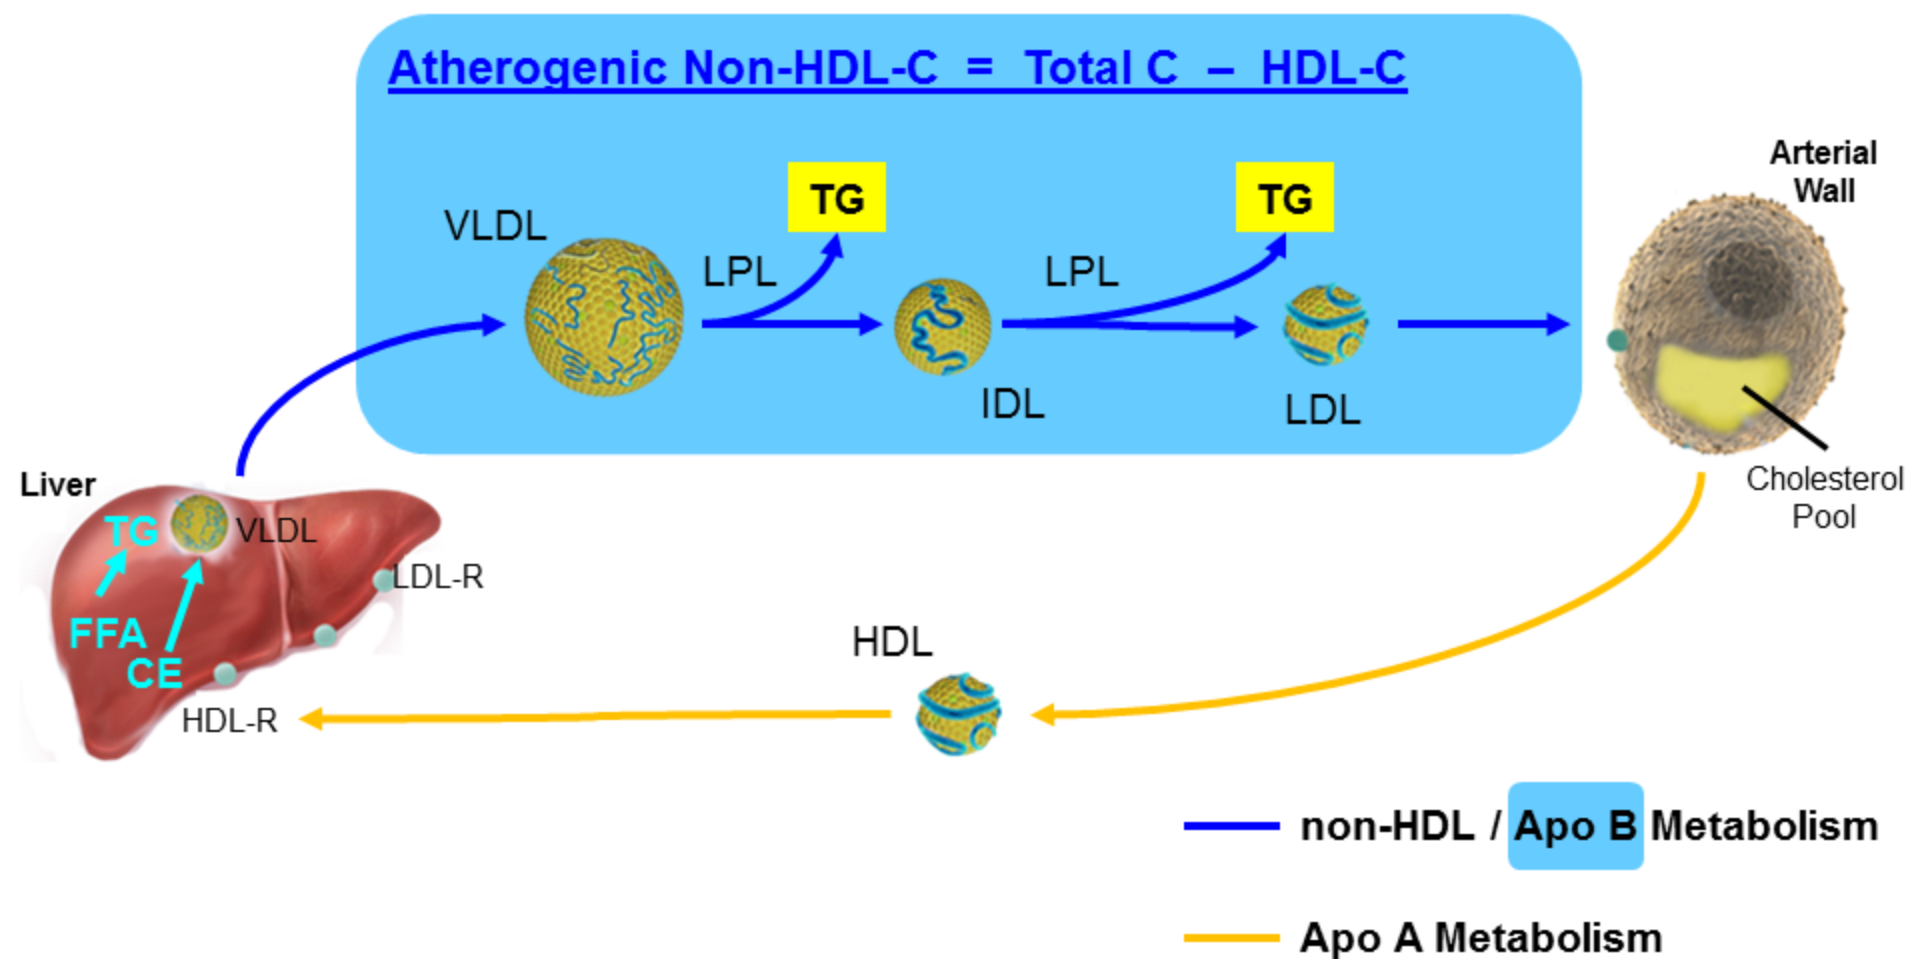 Atherogenic Non-HDL-C = Total C – HDL-C
TG
TG
VLDL
LPL
LPL
IDL
LDL
Arterial
Wall
Cholesterol
Pool
Liver
TG
VLDL
LDL-R
FFA
CE
HDL-R
HDL
non-HDL / Apo B Metabolism
Apo A Metabolism